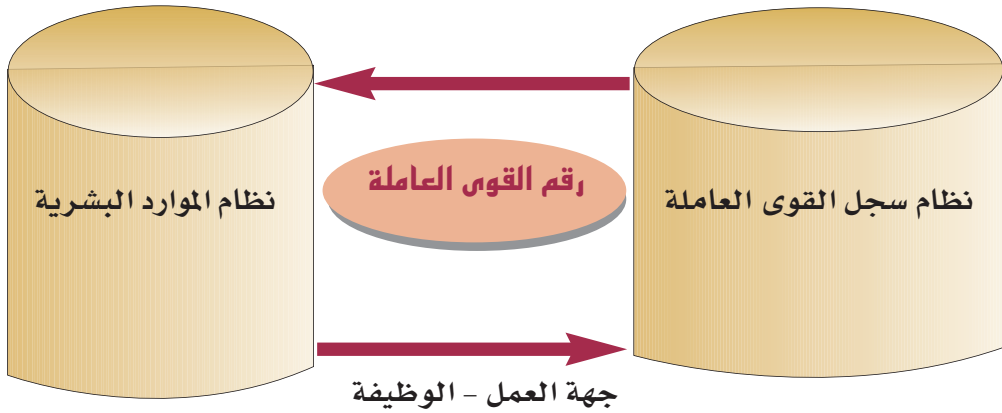 رقم القوى العاملة
نظام سجل القوى العاملة
نظام الموارد البشرية
جهة العمل – الوظيفة